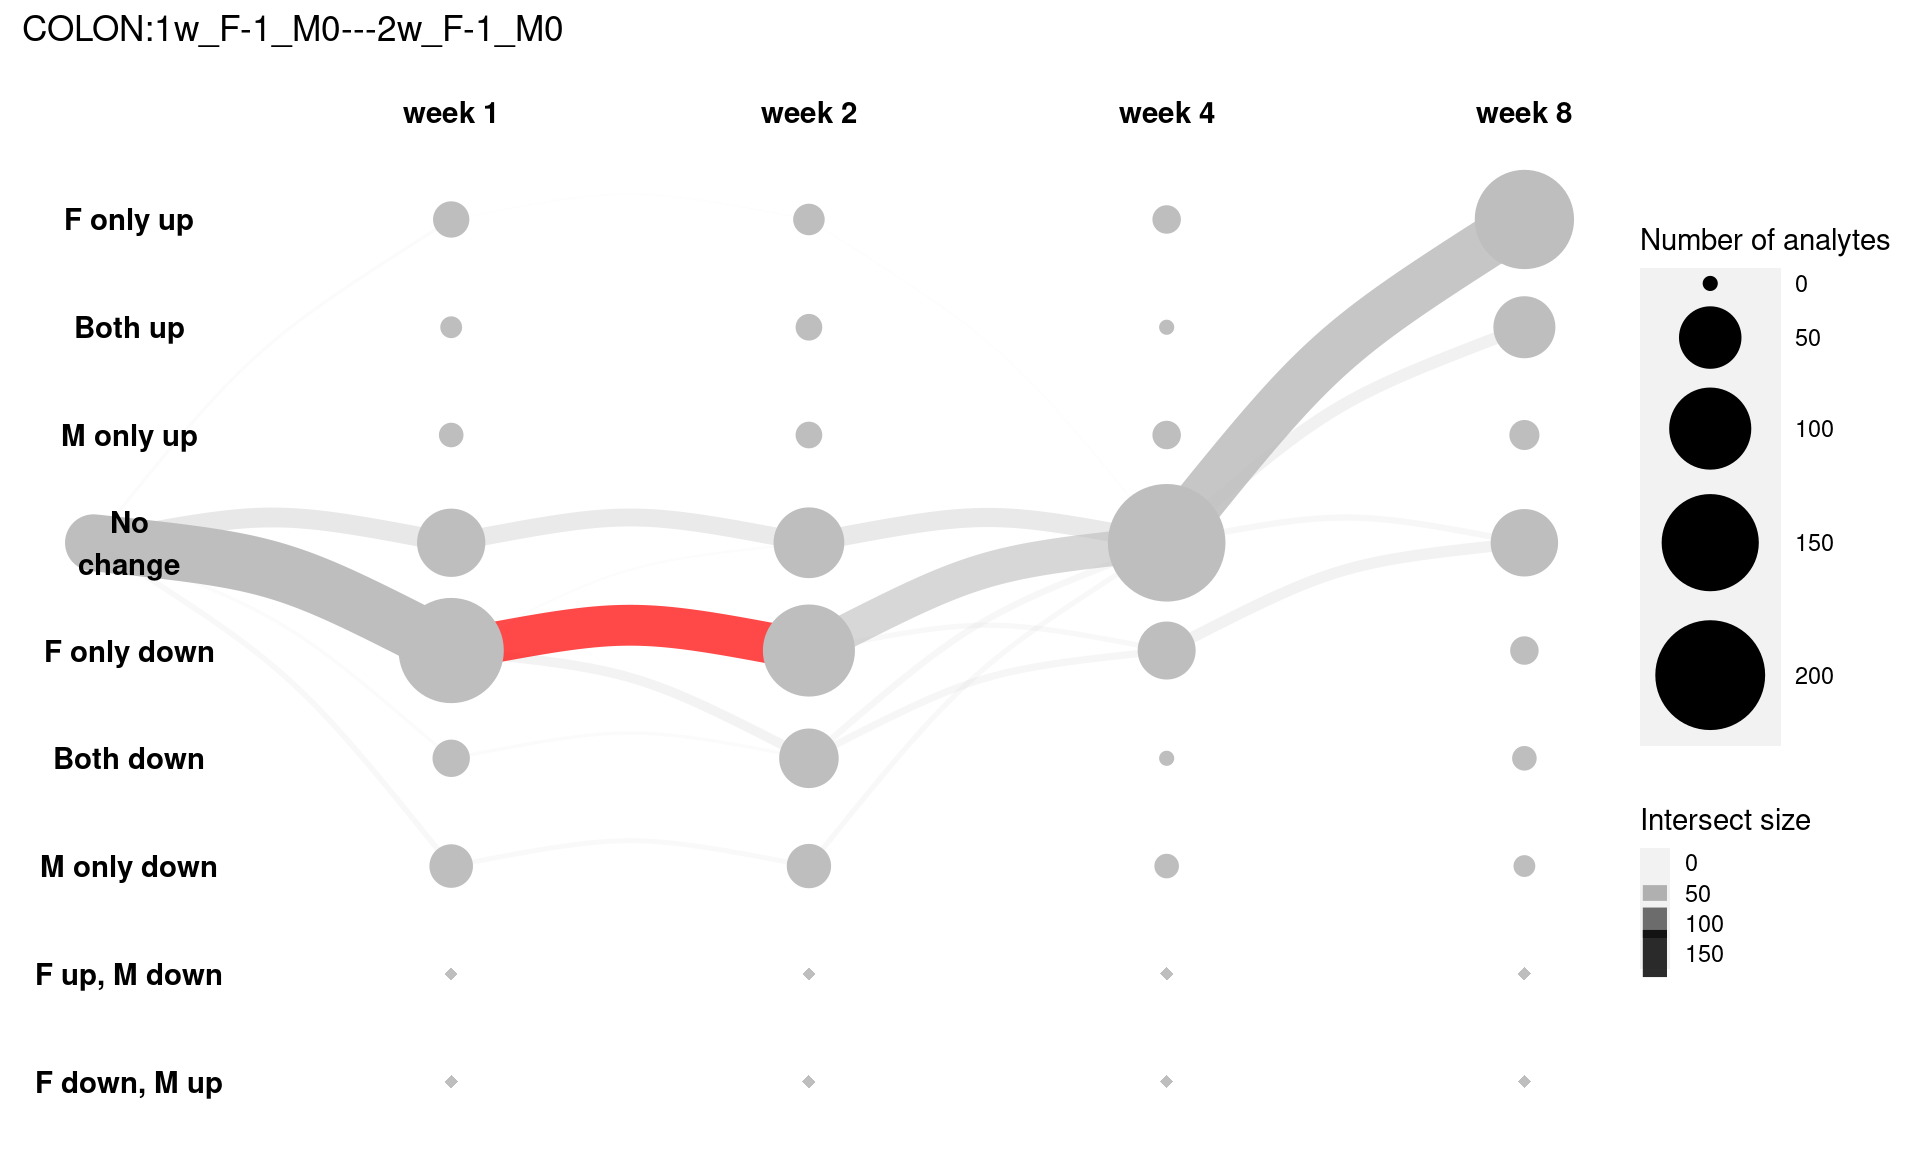 COLON:1w_F-1_M0---2w_F-1_M0
week 1
week 2
week 4
week 8
F only up
Both up
M only up
No
change
F only down
Both down
M only down
F up, M down
F down, M up
Number of analytes
0
50
100
150
200
Intersect size
0
50
100
150